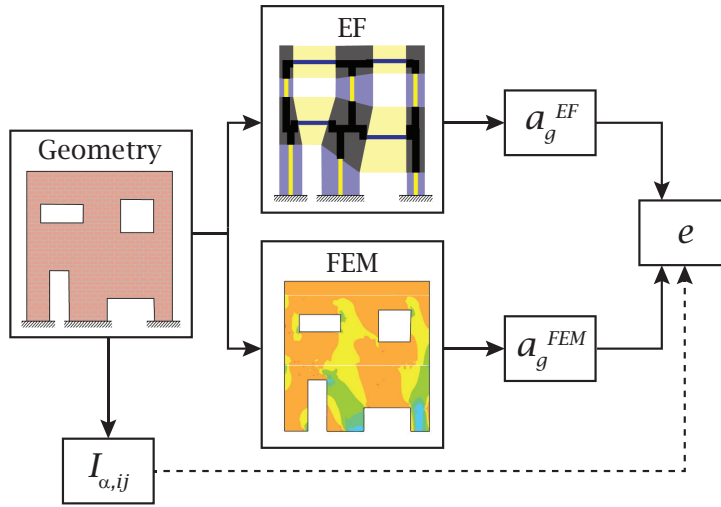 EF
Geometry
a_g^EF
e
FEM
a_g^FEM
I_α,ij